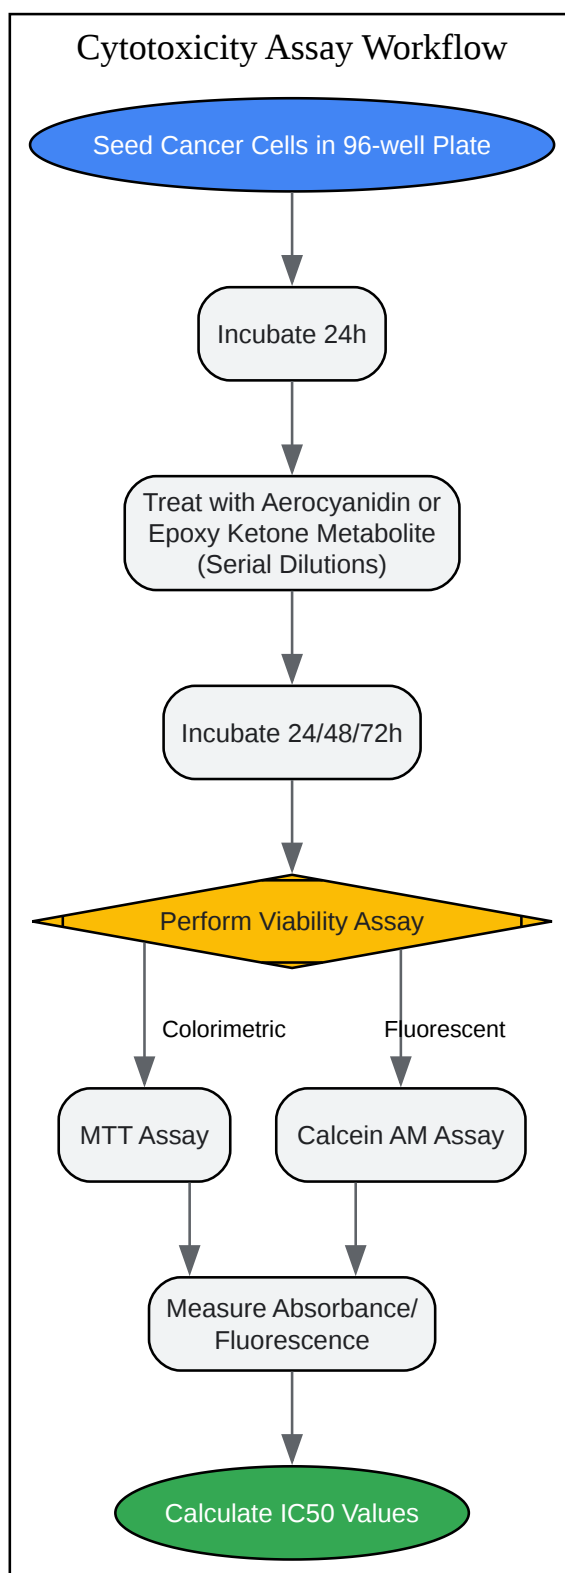 Cytotoxicity Assay Workflow
Seed Cancer Cells in 96-well Plate
Incubate 24h
Treat with Aerocyanidin or
Epoxy Ketone Metabolite
(Serial Dilutions)
Incubate 24/48/72h
Perform Viability Assay
Colorimetric
Fluorescent
MTT Assay
Calcein AM Assay
Measure Absorbance/
Fluorescence
Calculate IC50 Values